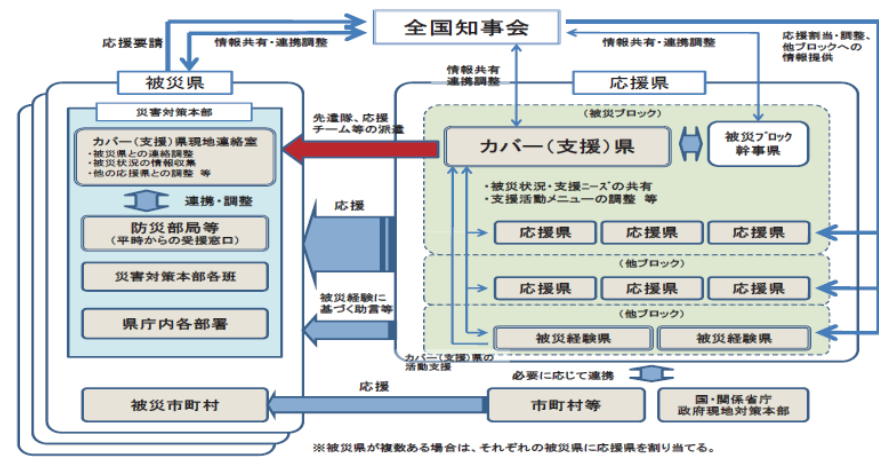 全国知事会
応援要請
情報共有・連携調整
情報共有・連携調整
応援割当・調整、
他ブロックへの
情報提供
情報共有
連携調整
被災県
応援県
災害対策本部
カバー（支援）県現地連絡室
・被災県との連絡調整
・被災状況の情報収集
・他の応援県との調整 等
連携・調整
防災部局等
（平時からの受援窓口）
災害対策本部各班
県庁内各部署
被災市町村
先遣隊、応援
チーム等の派遣
応援
被災経験に
基づく助言等
（被災ブロック）
カバー（支援）県
被災ブロック
幹事県
・被災状況・支援ニーズの共有
・支援活動メニューの調整 等
応援県
応援県
応援県
（他ブロック）
応援県
応援県
応援県
（他ブロック）
被災経験県
被災経験県
カバー（支援）県の
活動支援
必要に応じて連携
応援
市町村等
国・関係省庁
政府現地対策本部
※被災県が複数ある場合は、それぞれの被災県に応援県を割り当てる。